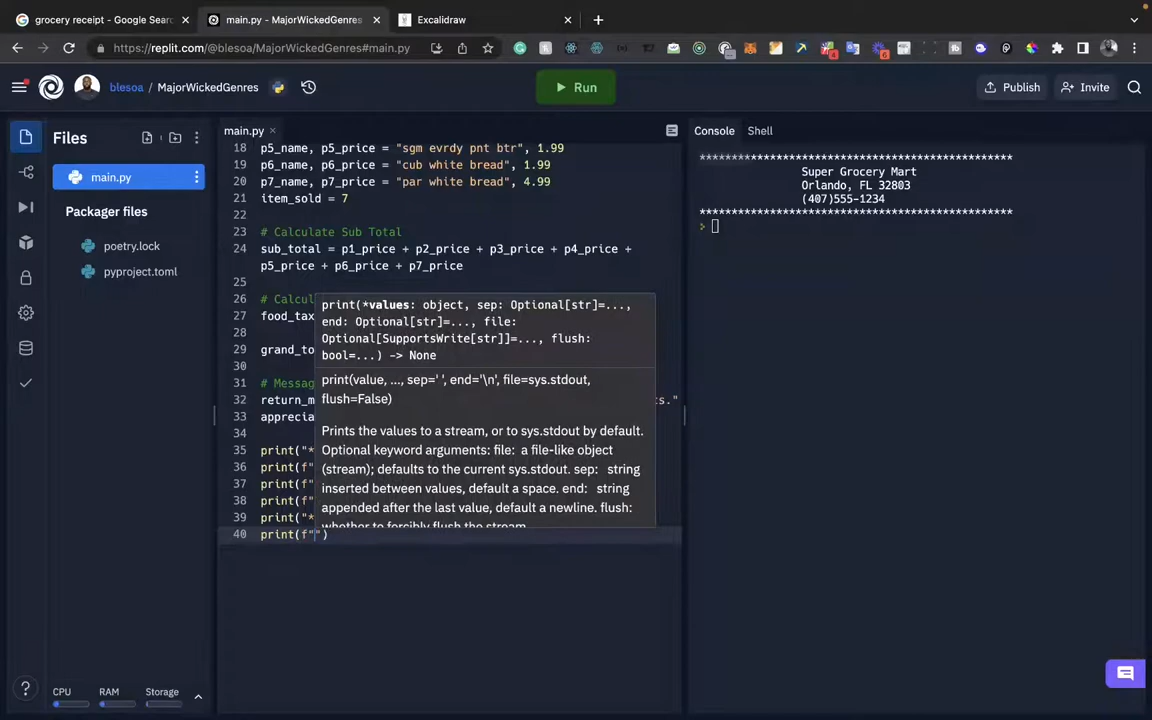 grocery receipt - Google Sear
main.py - MajorWickedGenres
Excalidraw
https://replit.com/@blesoa/MajorWickedGenres#main.py
blesoa / MajorWickedGenres
Run
Publish
Invite
Files
main.py
Packager files
poetry.lock
pyproject.toml
CPU
RAM
Storage
main.py
18 p5_name, p5_price = "sgm evrdy pnt btr", 1.99
19 p6_name, p6_price = "cub white bread", 1.99
20 p7_name, p7_price = "par white bread", 4.99
21 item_sold = 7
22
23 # Calculate Sub Total
24 sub_total = p1_price + p2_price + p3_price + p4_price +
p5_price + p6_price + p7_price
25
26 # Calcu
27 food_tax
28
29 grand_to
30
31 # Messag
32 return_m s."
33 apprecia
34
35 print("*
36 print(f"
37 print(f"
38 print(f"
39 print("*
40 print(f"")
print(*values: object, sep: Optional[str]=...,
end: Optional[str]=..., file:
Optional[SupportsWrite[str]]=..., flush:
bool=...) -> None
print(value, ..., sep=' ', end='\n', file=sys.stdout,
flush=False)
Prints the values to a stream, or to sys.stdout by default.
Optional keyword arguments: file: a file-like object
(stream); defaults to the current sys.stdout. sep: string
inserted between values, default a space. end: string
appended after the last value, default a newline. flush:
whether to forcibly flush the stream.
Console
Shell
*************************************************
Super Grocery Mart
Orlando, FL 32803
(407)555-1234
*************************************************
>